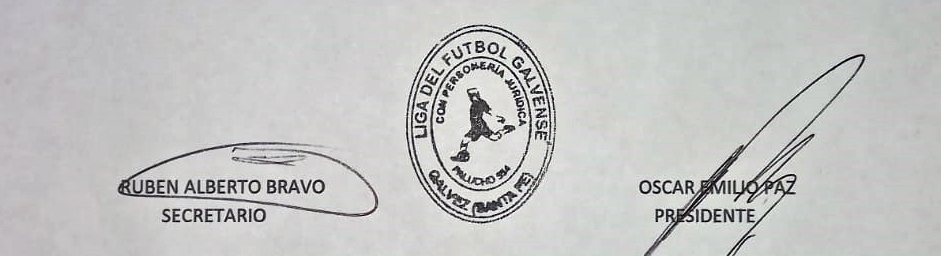 LIGA DEL FUTBOL GALVENSE
CON PERSONERIA JURIDICA
PALUCHO 354
GALVEZ (SANTA FE)
RUBEN ALBERTO BRAVO
SECRETARIO
OSCAR EMILIO PAZ
PRESIDENTE